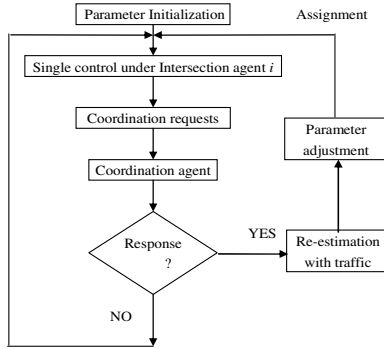 Parameter Initialization
Assignment
Single control under Intersection agent i
Coordination requests
Parameter
adjustment
Coordination agent
Response
?
YES
Re-estimation
with traffic
NO